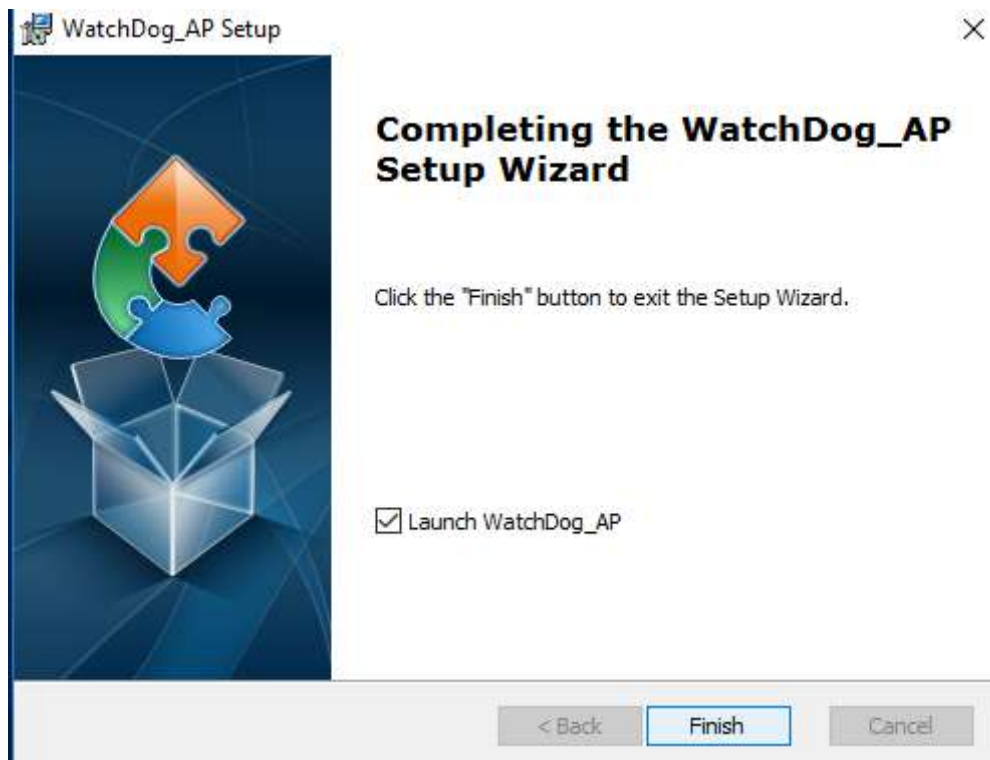 WatchDog_AP Setup
Completing the WatchDog_AP
Setup Wizard
Click the "Finish" button to exit the Setup Wizard.
Launch WatchDog_AP
< Back
Finish
Cancel